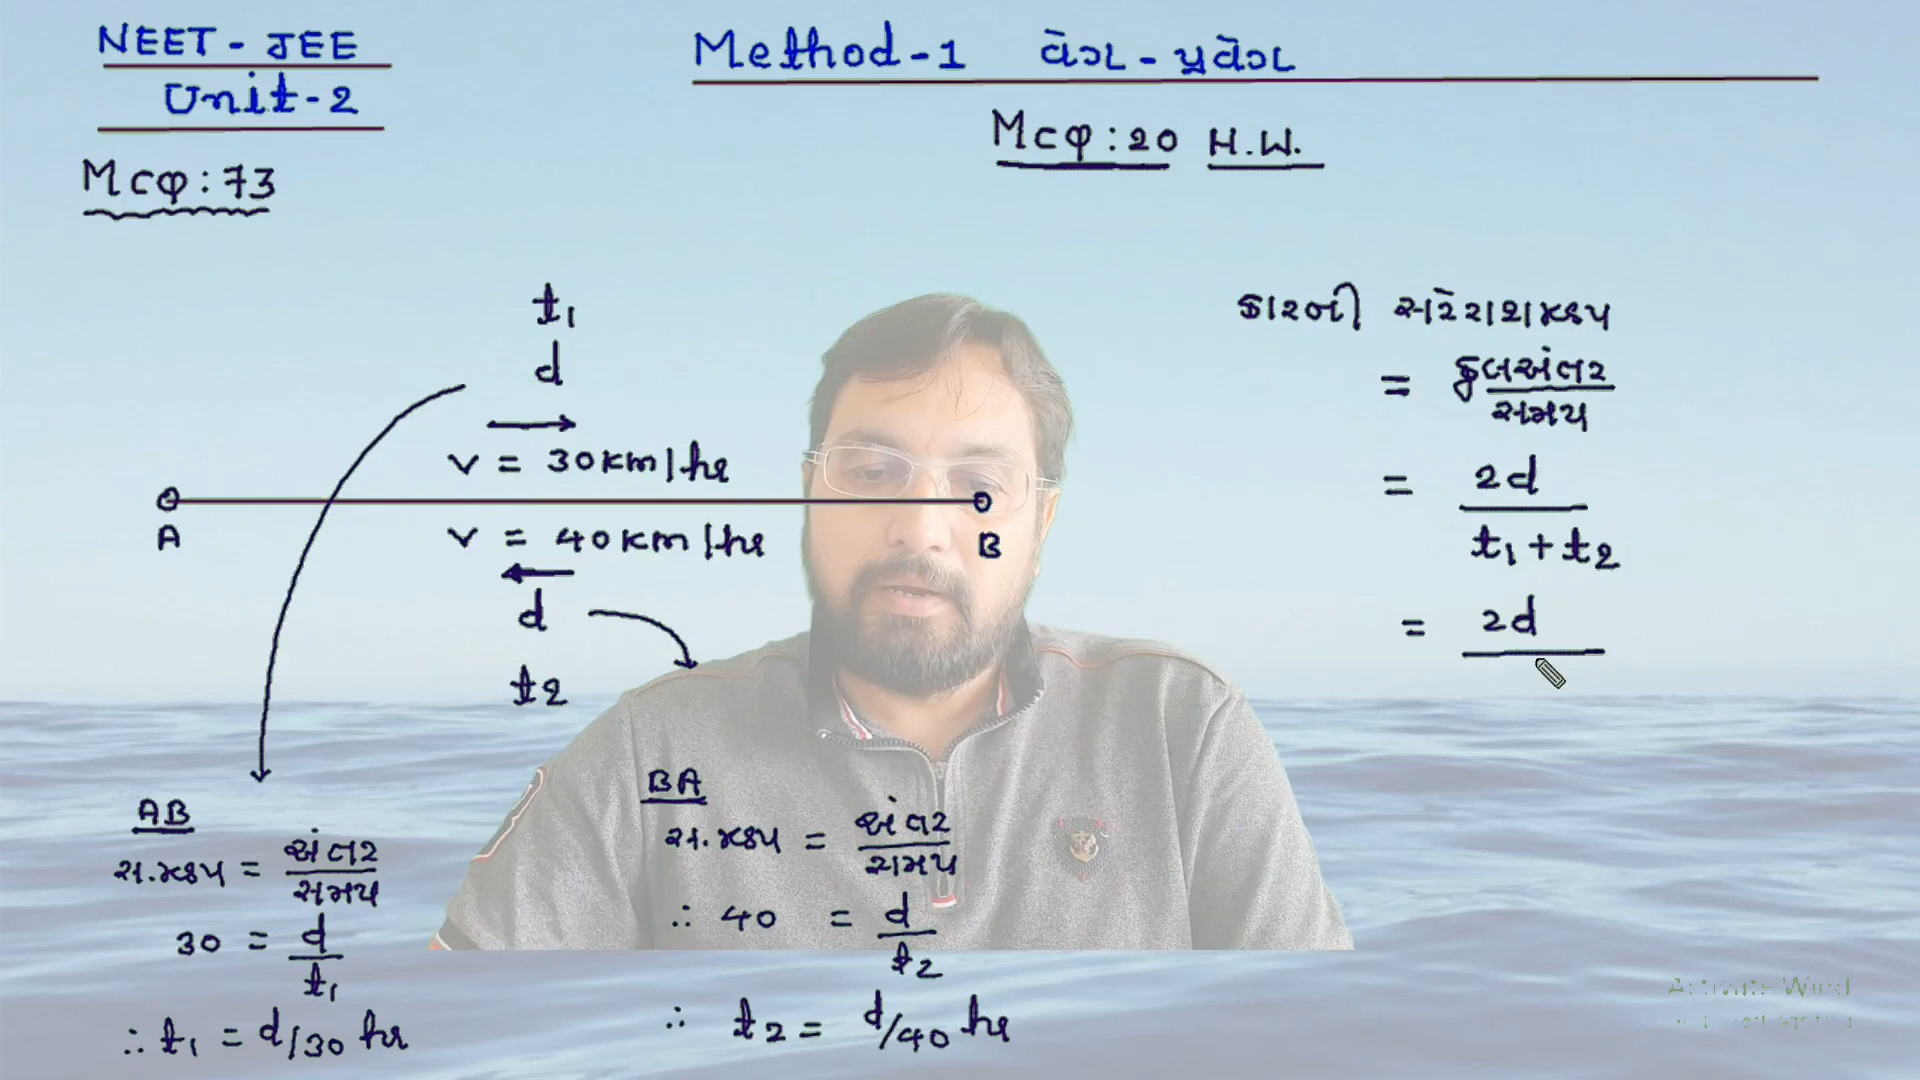 NEET - JEE
Unit-2
Mcq : 73
Method-1 વેગ - પ્રવેગ
Mcq : 20 H.W.
t₁
d
v = 30 km/hr
A
B
v = 40 km/hr
d
t2
AB
સ.ઝડપ = અંતર / સમય
30 = d / t₁
∴ t₁ = d/30 hr
BA
સ.ઝડપ = અંતર / સમય
∴ 40 = d / t2
∴ t2 = d/40 hr
કારની સરેરાશ ઝડપ
= કુલ અંતર / સમય
= 2d / t₁ + t2
= 2d